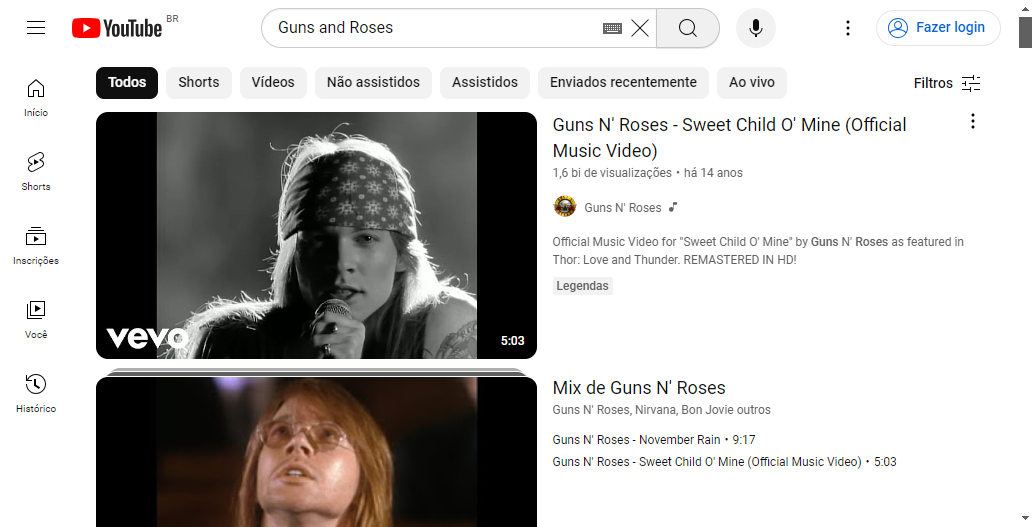 YouTube BR
Guns and Roses
Fazer login
Todos
Shorts
Vídeos
Não assistidos
Assistidos
Enviados recentemente
Ao vivo
Filtros
Início
Shorts
Inscrições
Você
Histórico
vevo
5:03
Guns N' Roses - Sweet Child O' Mine (Official
Music Video)
1,6 bi de visualizações • há 14 anos
Guns N' Roses
Official Music Video for "Sweet Child O' Mine" by Guns N' Roses as featured in
Thor: Love and Thunder. REMASTERED IN HD!
Legendas
Mix de Guns N' Roses
Guns N' Roses, Nirvana, Bon Jovie outros
Guns N' Roses - November Rain • 9:17
Guns N' Roses - Sweet Child O' Mine (Official Music Video) • 5:03